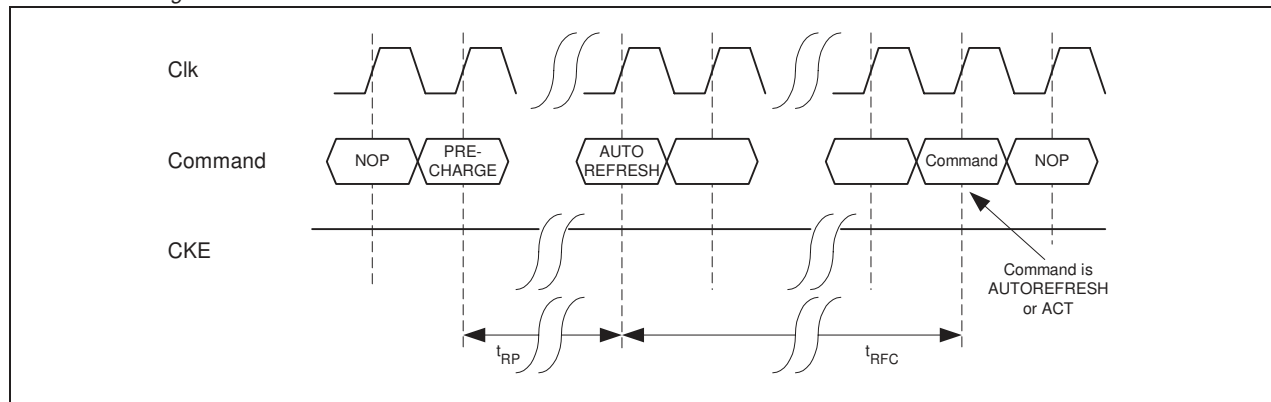 Clk
Command
NOP
PRE-
CHARGE
AUTO
REFRESH
Command
NOP
CKE
Command is
AUTOREFRESH
or ACT
tRP
tRFC